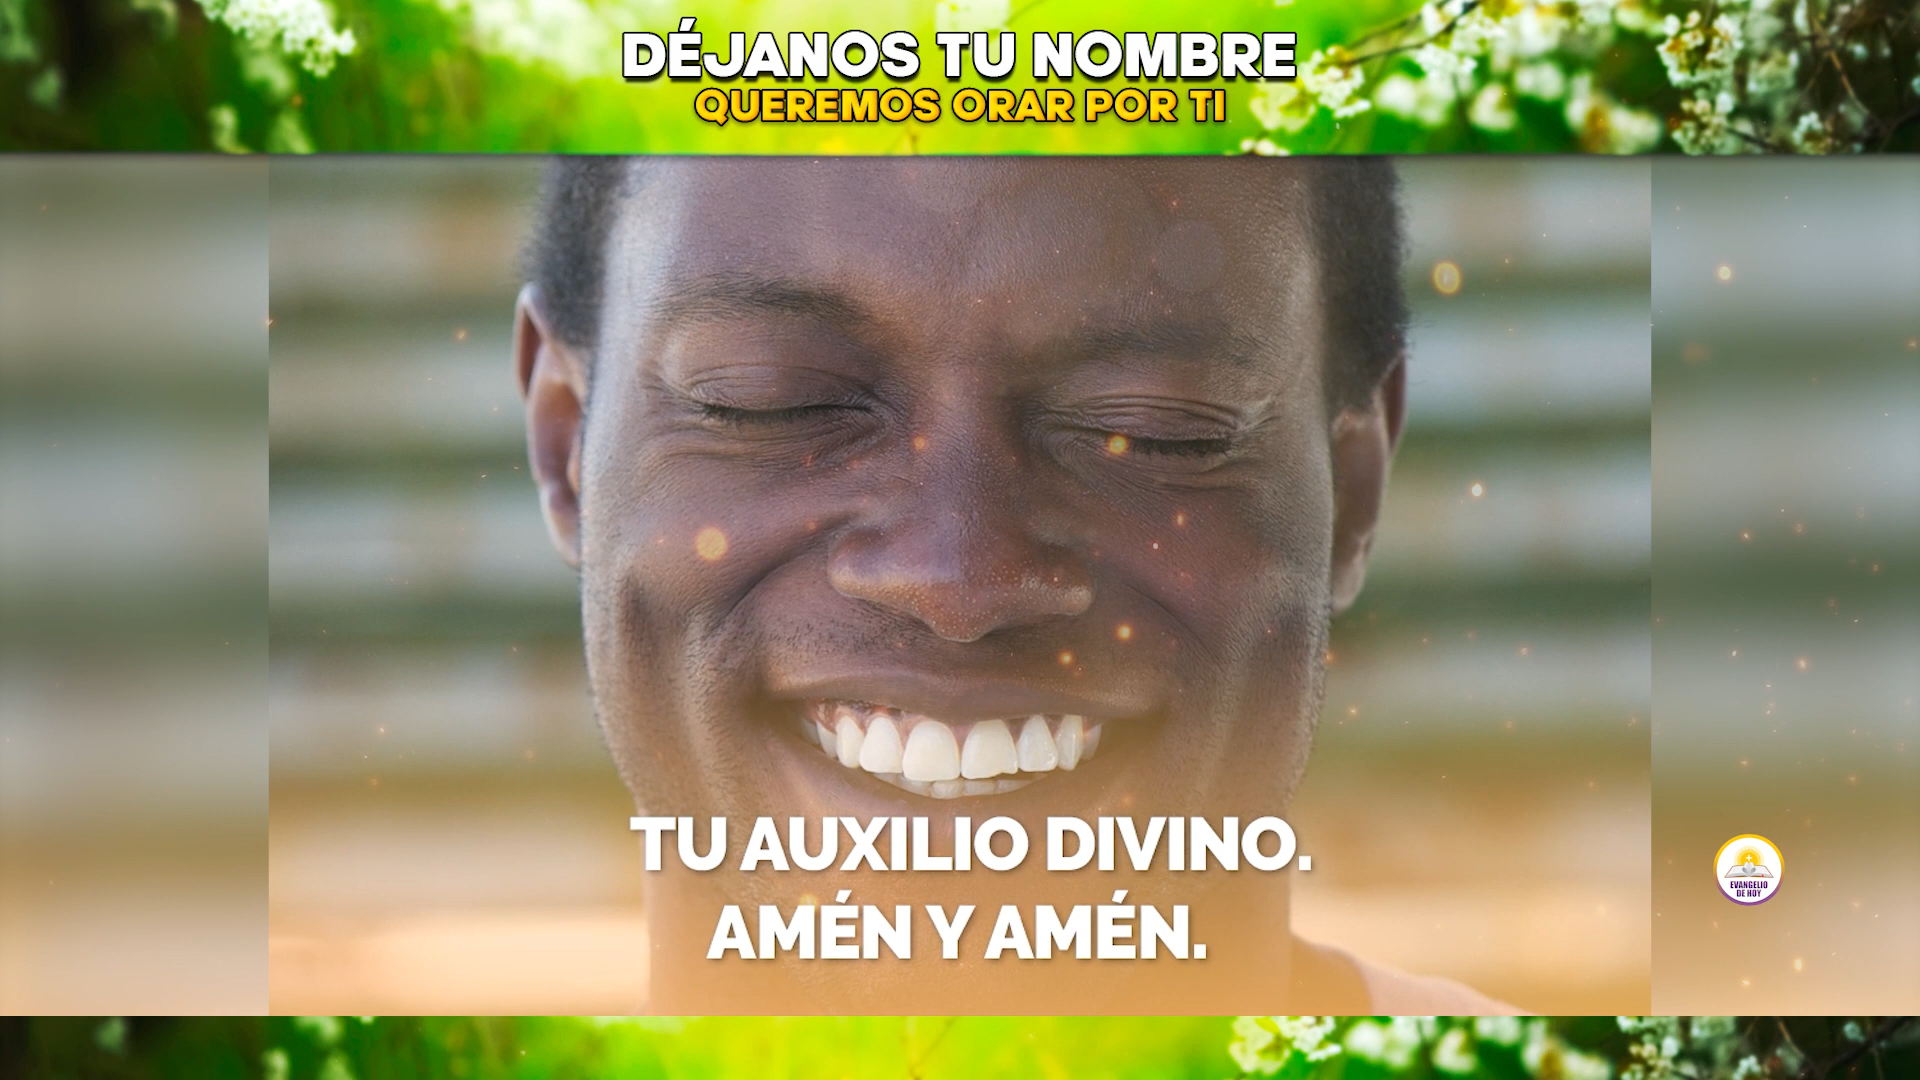 DÉJANOS TU NOMBRE
QUEREMOS ORAR POR TI
TU AUXILIO DIVINO.
AMÉN Y AMÉN.
EVANGELIO
DE HOY